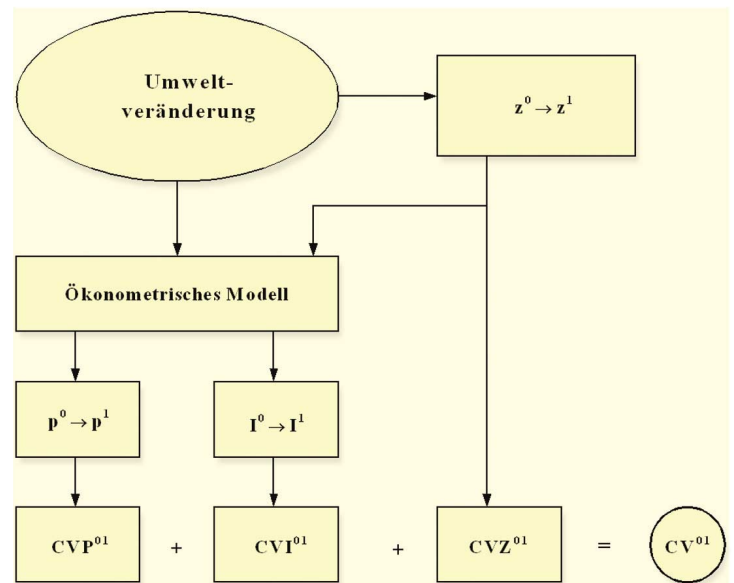 Umwelt-
veränderung
z⁰ → z¹
Ökonometrisches Modell
p⁰ → p¹
I⁰ → I¹
CVP⁰¹ + CVI⁰¹ + CVZ⁰¹ = CV⁰¹